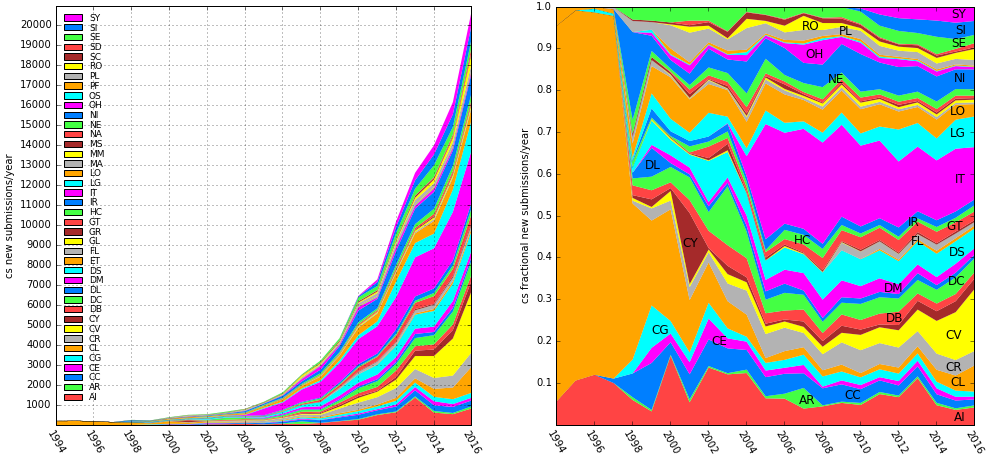 cs new submissions/year
20000
19000
18000
17000
16000
15000
14000
13000
12000
11000
10000
9000
8000
7000
6000
5000
4000
3000
2000
1000
SY
SI
SE
SD
SC
RO
PL
PF
OS
OH
NI
NE
NA
MS
MM
MA
LO
LG
IT
IR
HC
GT
GR
GL
FL
ET
DS
DM
DL
DC
DB
CY
CV
CR
CL
CG
CE
CC
AR
AI
1994
1996
1998
2000
2002
2004
2006
2008
2010
2012
2014
2016
cs fractional new submissions/year
1.0
0.9
0.8
0.7
0.6
0.5
0.4
0.3
0.2
0.1
SY
RO
PL
SI
SE
OH
NE
NI
LO
LG
DL
IT
IR
GT
HC
CY
FL
DS
DM
DC
DB
CG
CE
CV
CR
CL
AR
CC
AI
1994
1996
1998
2000
2002
2004
2006
2008
2010
2012
2014
2016